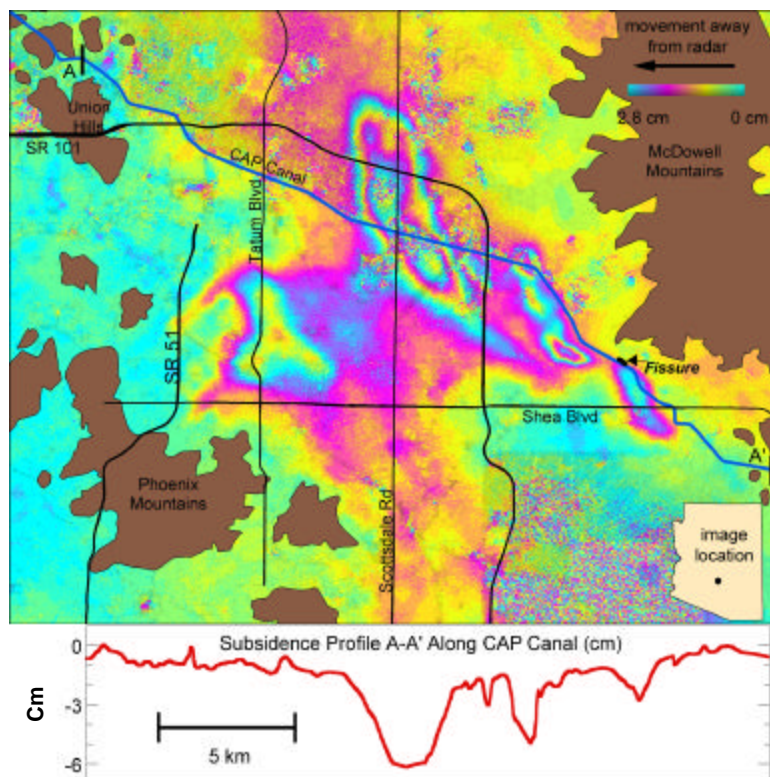 movement away
from radar
2.8 cm
0 cm
A
Union
Hills
SR 101
CAP Canal
Tatum Blvd
McDowell
Mountains
SR 51
Fissure
Shea Blvd
A'
Phoenix
Mountains
Scottsdale Rd
image
location
Subsidence Profile A-A' Along CAP Canal (cm)
0
-3
-6
Cm
5 km